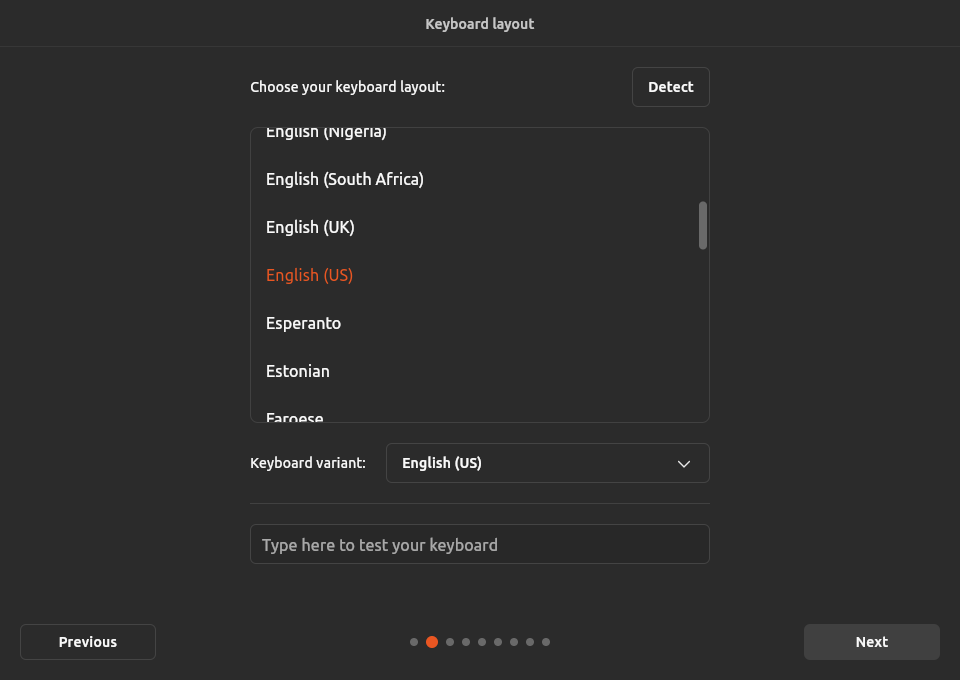 Keyboard layout
Choose your keyboard layout:
Detect
English (Nigeria)
English (South Africa)
English (UK)
English (US)
Esperanto
Estonian
Faroese
Keyboard variant:
English (US)
Type here to test your keyboard
Previous
Next